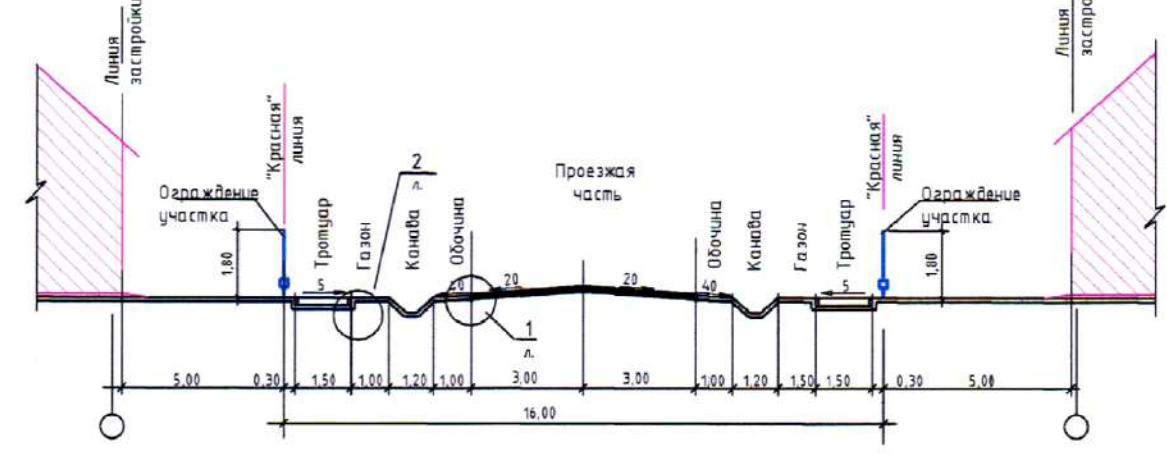 Линия
застройки
"Красная"
линия
Ограждение
участка
1,80
Тротуар
Газон
Канава
Обочина
2
л.
Проезжая
часть
Обочина
Канава
Газон
Тротуар
"Красная"
линия
Ограждение
участка
1,80
Линия
5
20
20
40
5
1
л.
5,00 0,30 1,50 1,00 1,20 1,00 3,00 3,00 1,00 1,20 1,50 1,50 0,30 5,00
16,00